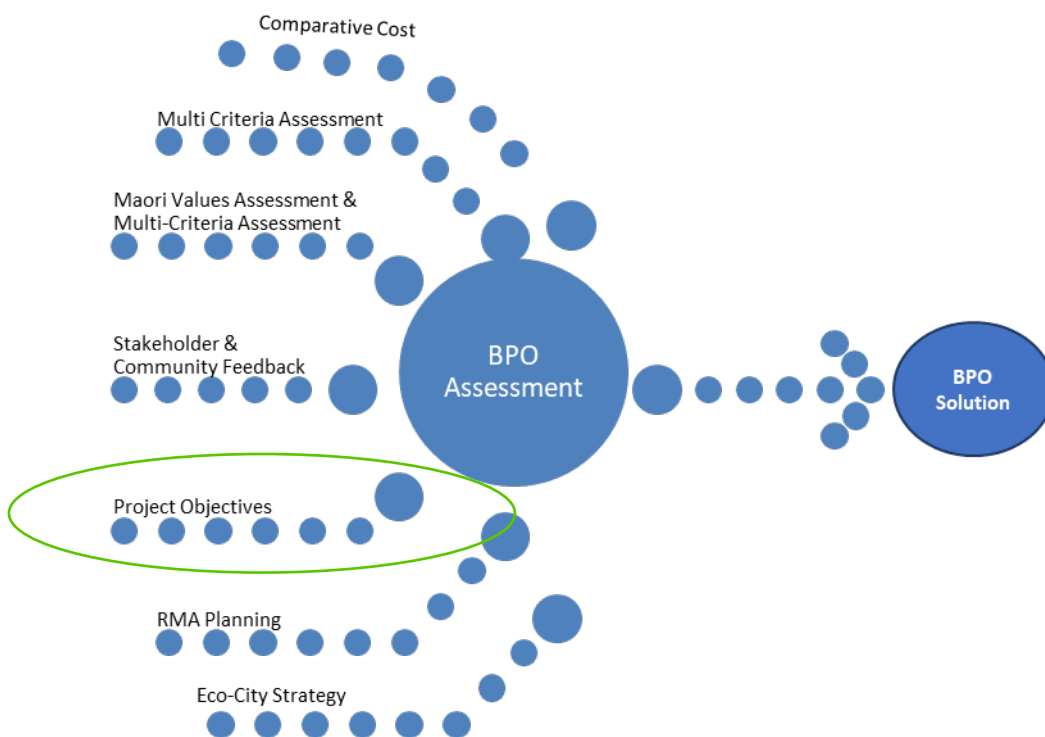 Comparative Cost
Multi Criteria Assessment
Maori Values Assessment &
Multi-Criteria Assessment
Stakeholder &
Community Feedback
BPO
Assessment
BPO
Solution
Project Objectives
RMA Planning
Eco-City Strategy